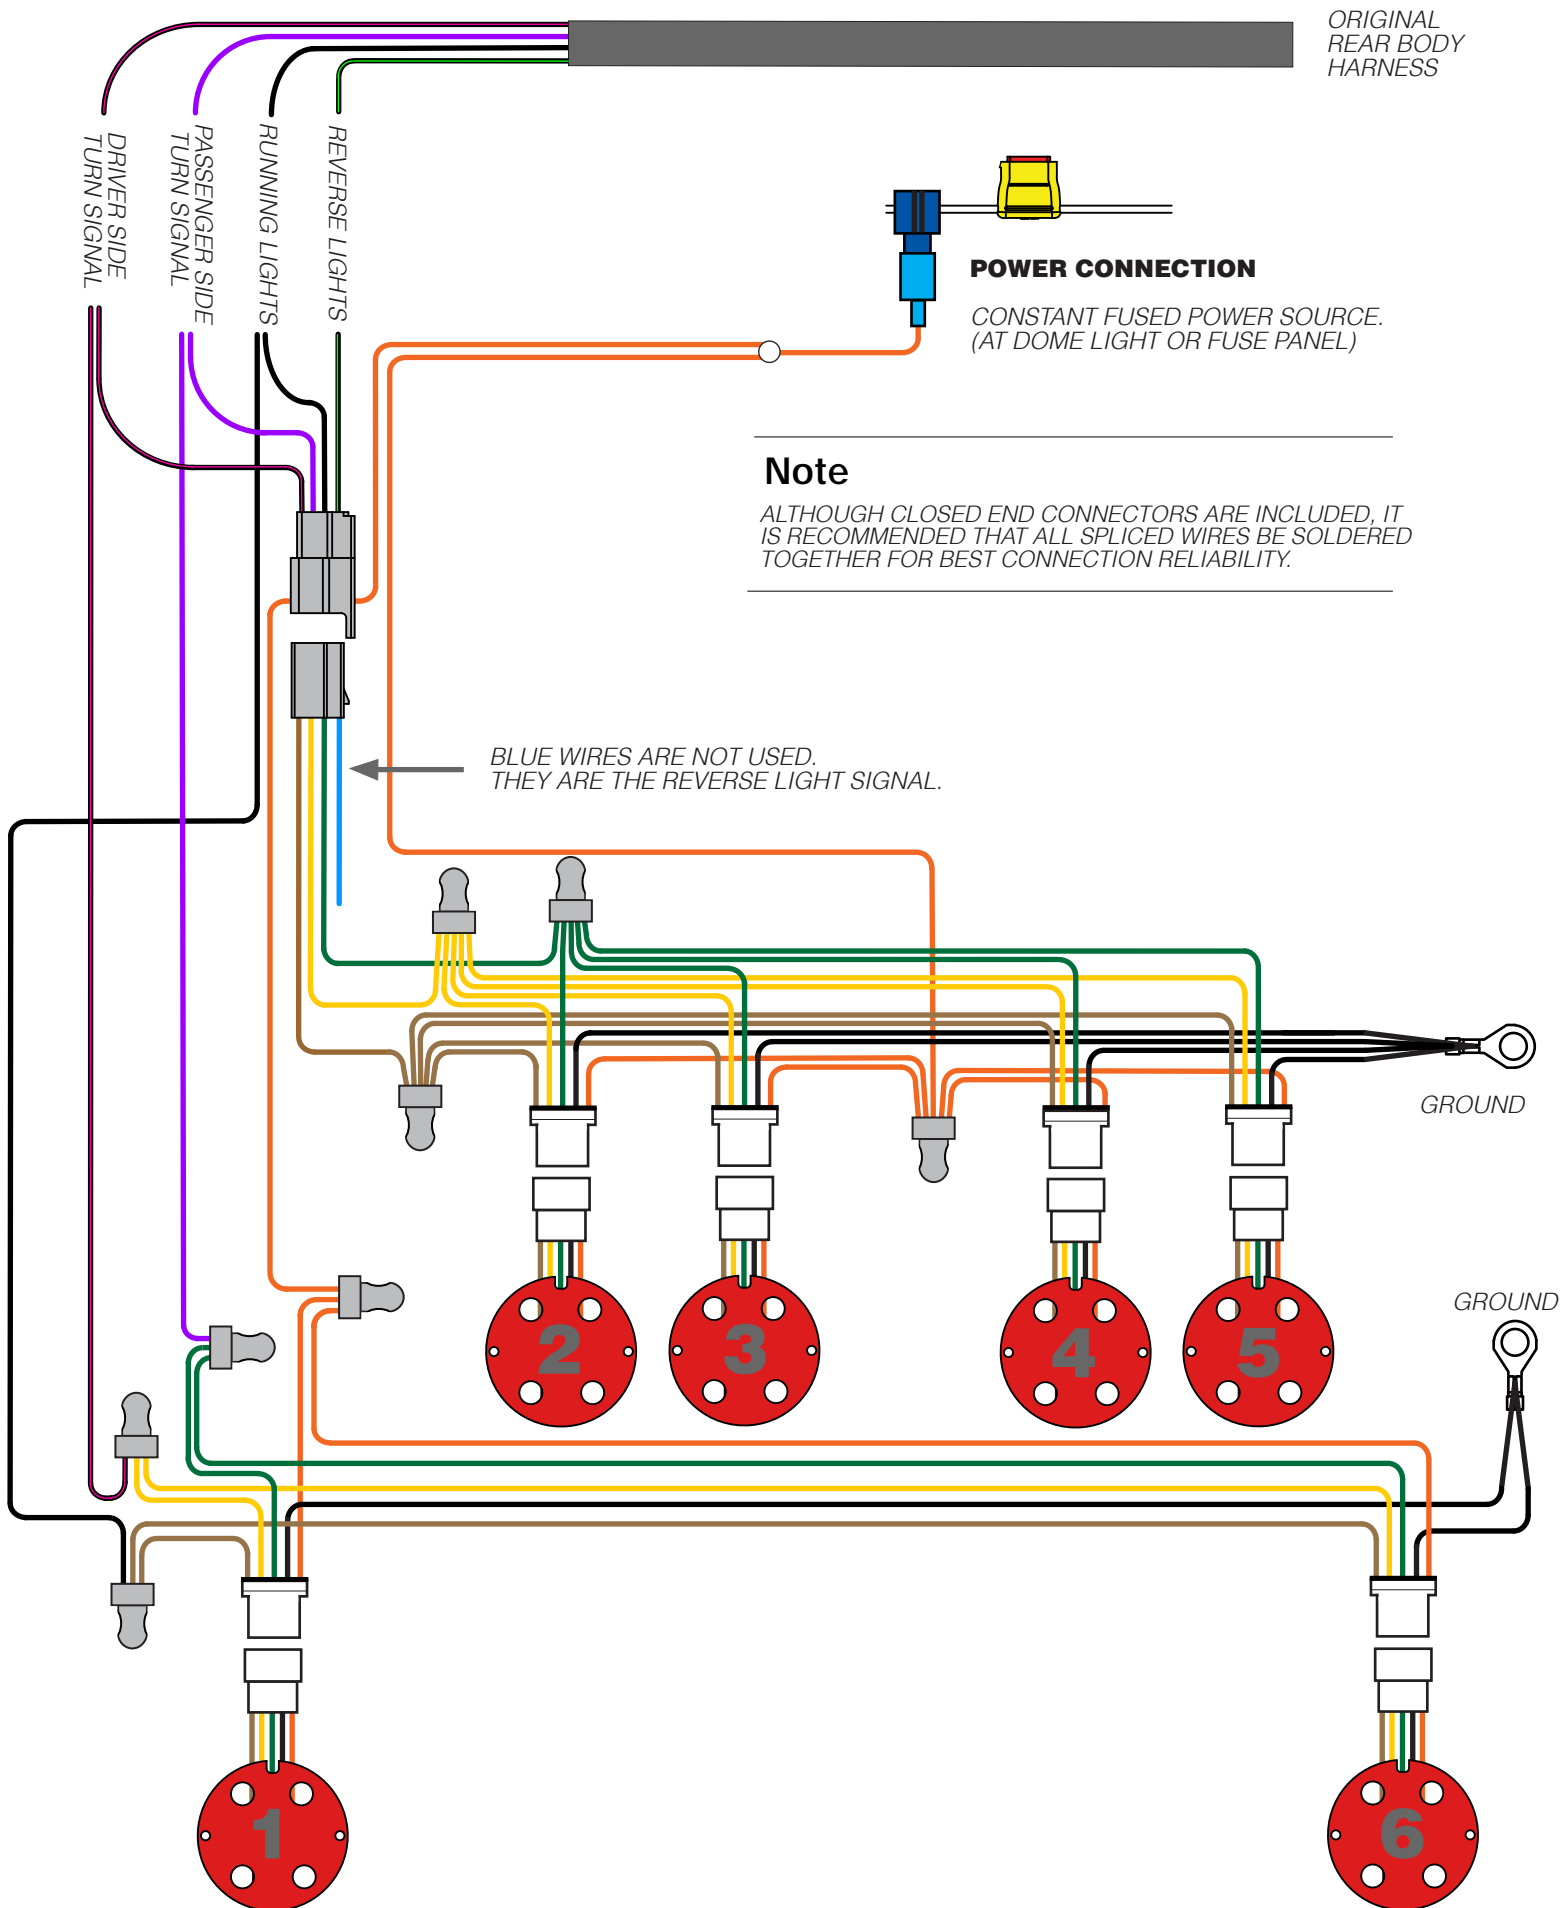 ORIGINAL
REAR BODY
HARNESS
DRIVER SIDE
TURN SIGNAL
PASSENGER SIDE
TURN SIGNAL
RUNNING LIGHTS
REVERSE LIGHTS
POWER CONNECTION
CONSTANT FUSED POWER SOURCE.
(AT DOME LIGHT OR FUSE PANEL)
Note
ALTHOUGH CLOSED END CONNECTORS ARE INCLUDED, IT
IS RECOMMENDED THAT ALL SPLICED WIRES BE SOLDERED
TOGETHER FOR BEST CONNECTION RELIABILITY.
BLUE WIRES ARE NOT USED.
THEY ARE THE REVERSE LIGHT SIGNAL.
GROUND
GROUND
2
3
4
5
1
6